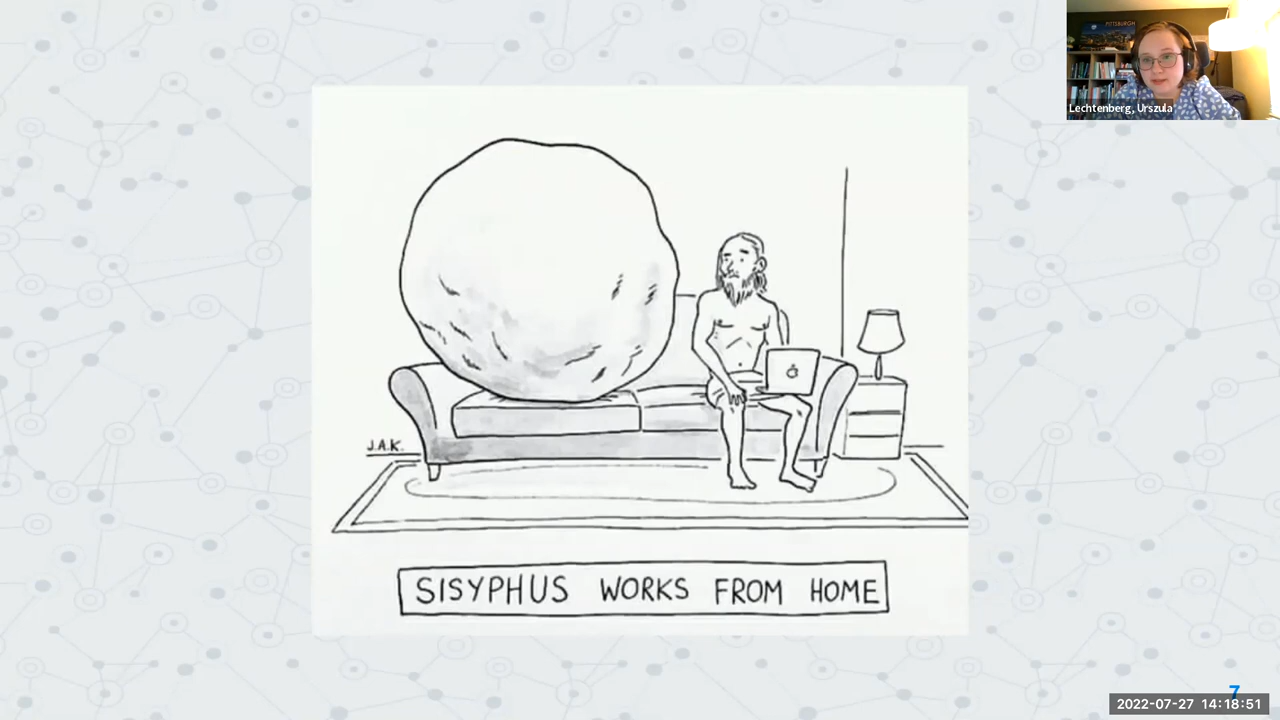 PITTSBURGH
Lechtenberg, Urszula
J.A.K.
SISYPHUS WORKS FROM HOME
7
2022-07-27 14:18:51